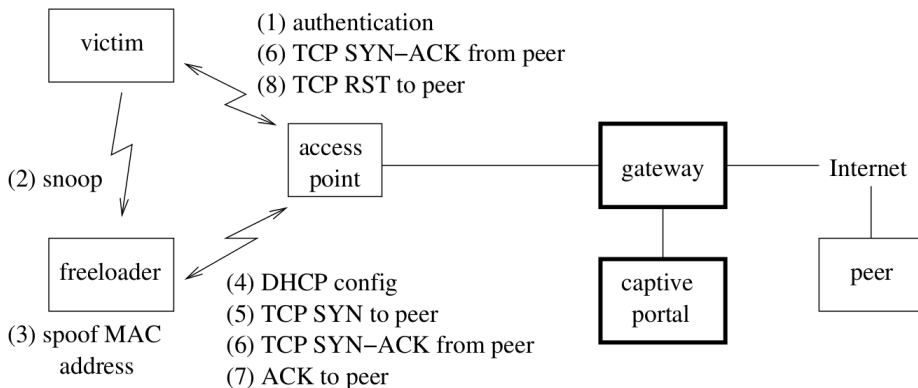 victim
(1) authentication
(6) TCP SYN−ACK from peer
(8) TCP RST to peer
access
point
gateway
Internet
(2) snoop
freeloader
(4) DHCP config
(5) TCP SYN to peer
(6) TCP SYN−ACK from peer
(7) ACK to peer
captive
portal
peer
(3) spoof MAC
address